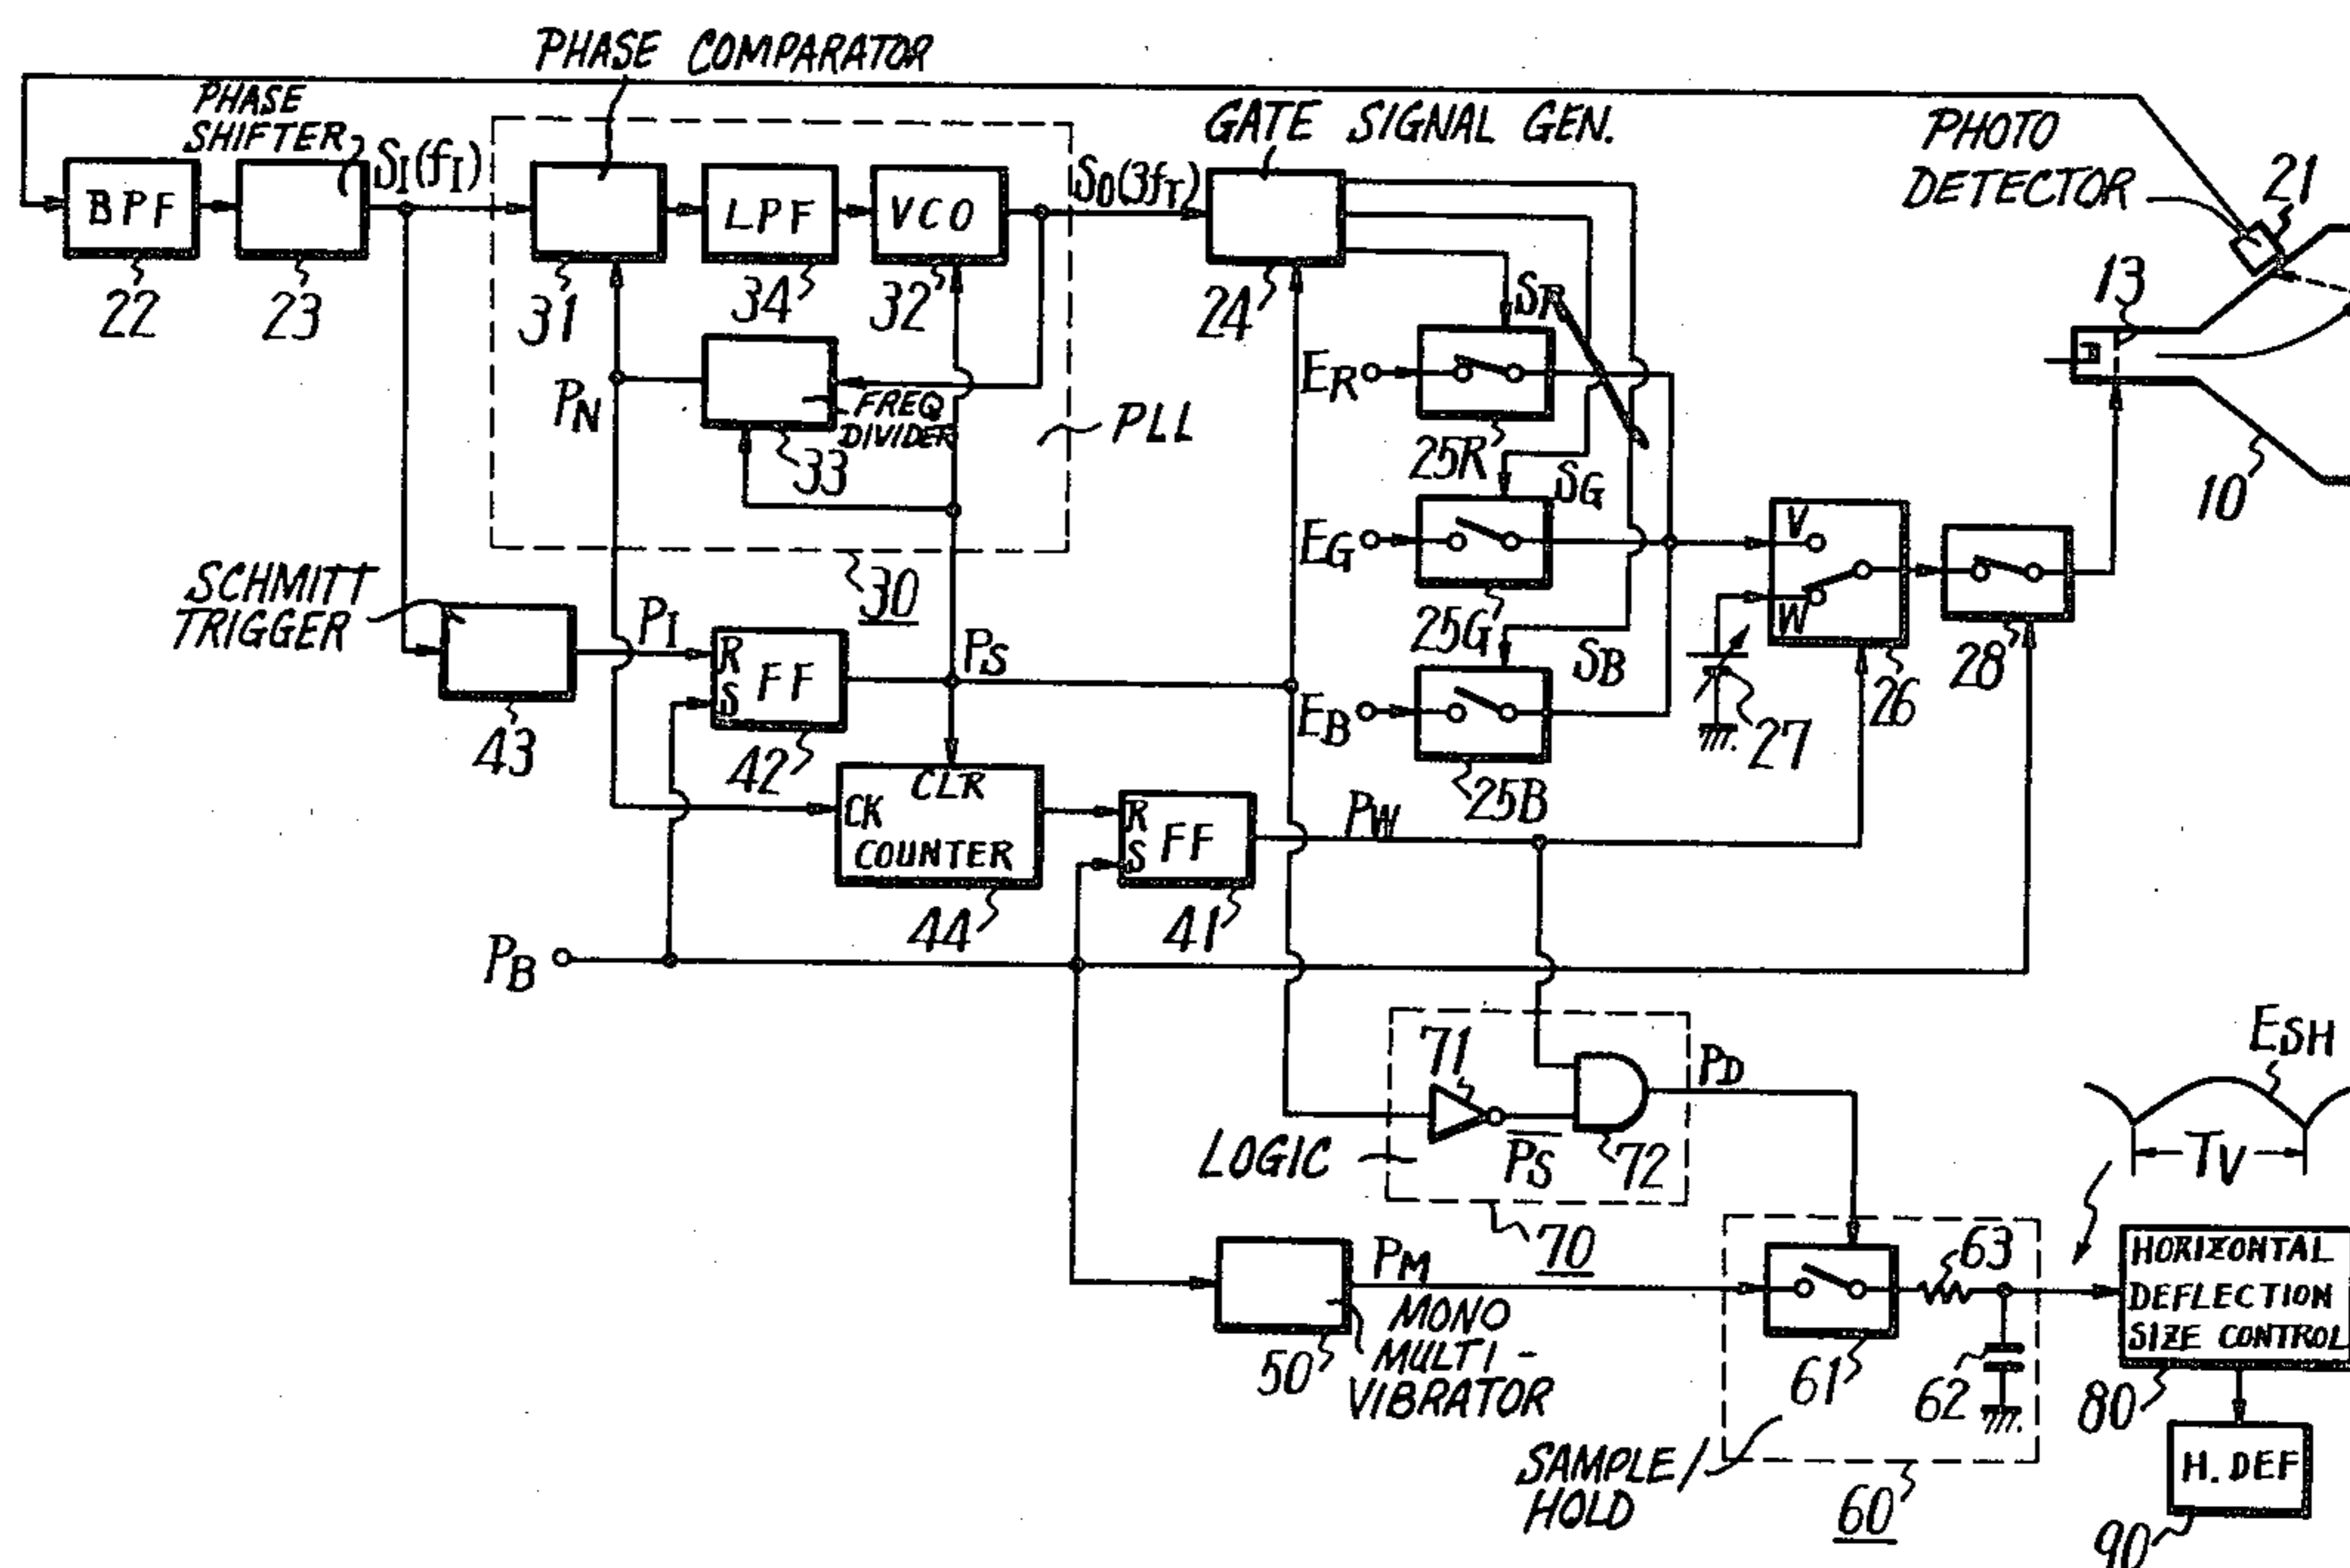 PHASE COMPARATOR
PHASE
SHIFTER
SI(fI)
BPF
22
23
31
LPF
34
VCO
32
SO(3fT)
GATE SIGNAL GEN.
24
PHOTO
DETECTOR
21
13
10
PN
FREQ
DIVIDER
33
PLL
30
SR
ER
25R
SG
EG
25G
SB
EB
25B
V
W
26
27
28
SCHMITT
TRIGGER
43
PI
R
S
FF
42
PS
CLR
CK
COUNTER
44
R
S
FF
41
PW
PB
71
PD
LOGIC
PS
72
70
ESH
TV
PM
MONO
MULTI-
VIBRATOR
50
61
63
62
SAMPLE/
HOLD
60
HORIZONTAL
DEFLECTION
SIZE CONTROL
80
H. DEF
90